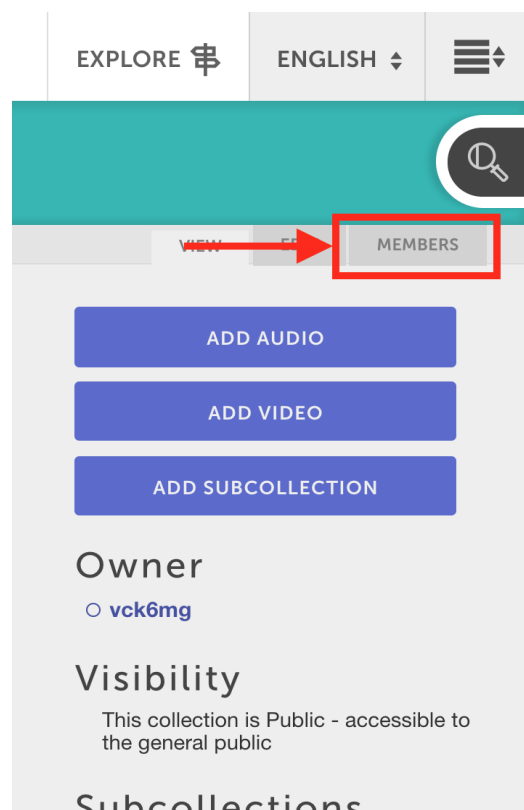 EXPLORE ENGLISH
VIEW MEMBERS
ADD AUDIO
ADD VIDEO
ADD SUBCOLLECTION
Owner
vck6mg
Visibility
This collection is Public - accessible to
the general public
Subcollections